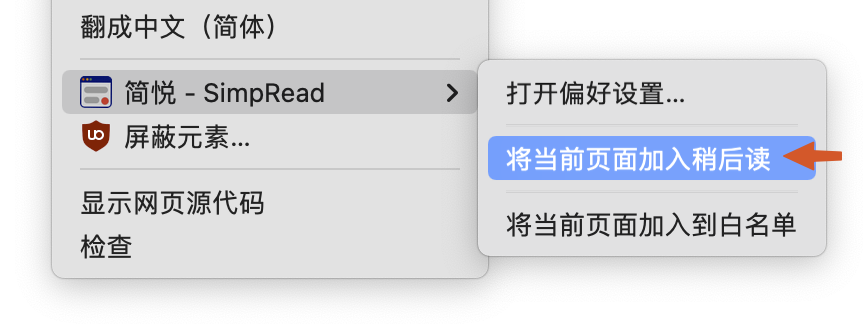 翻成中文（简体）
简悦 - SimpRead
屏蔽元素...
显示网页源代码
检查
打开偏好设置...
将当前页面加入稍后读
将当前页面加入到白名单